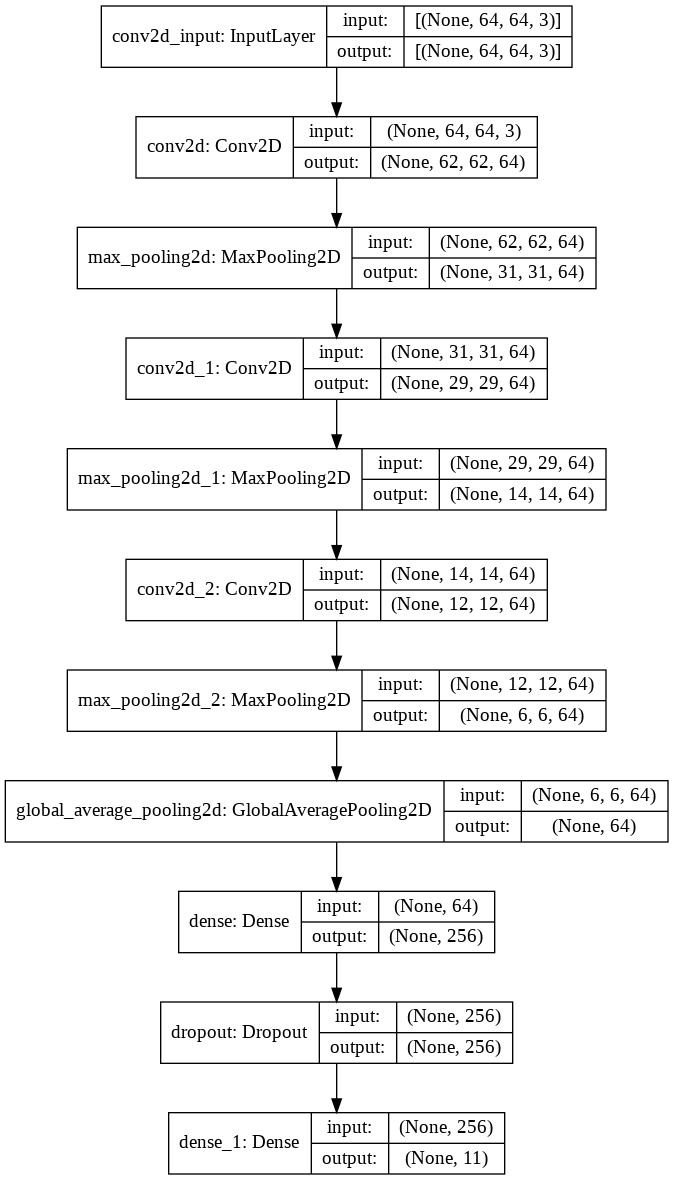 conv2d_input: InputLayer
input: [(None, 64, 64, 3)]
output: [(None, 64, 64, 3)]
conv2d: Conv2D
input: (None, 64, 64, 3)
output: (None, 62, 62, 64)
max_pooling2d: MaxPooling2D
input: (None, 62, 62, 64)
output: (None, 31, 31, 64)
conv2d_1: Conv2D
input: (None, 31, 31, 64)
output: (None, 29, 29, 64)
max_pooling2d_1: MaxPooling2D
input: (None, 29, 29, 64)
output: (None, 14, 14, 64)
conv2d_2: Conv2D
input: (None, 14, 14, 64)
output: (None, 12, 12, 64)
max_pooling2d_2: MaxPooling2D
input: (None, 12, 12, 64)
output: (None, 6, 6, 64)
global_average_pooling2d: GlobalAveragePooling2D
input: (None, 6, 6, 64)
output: (None, 64)
dense: Dense
input: (None, 64)
output: (None, 256)
dropout: Dropout
input: (None, 256)
output: (None, 256)
dense_1: Dense
input: (None, 256)
output: (None, 11)